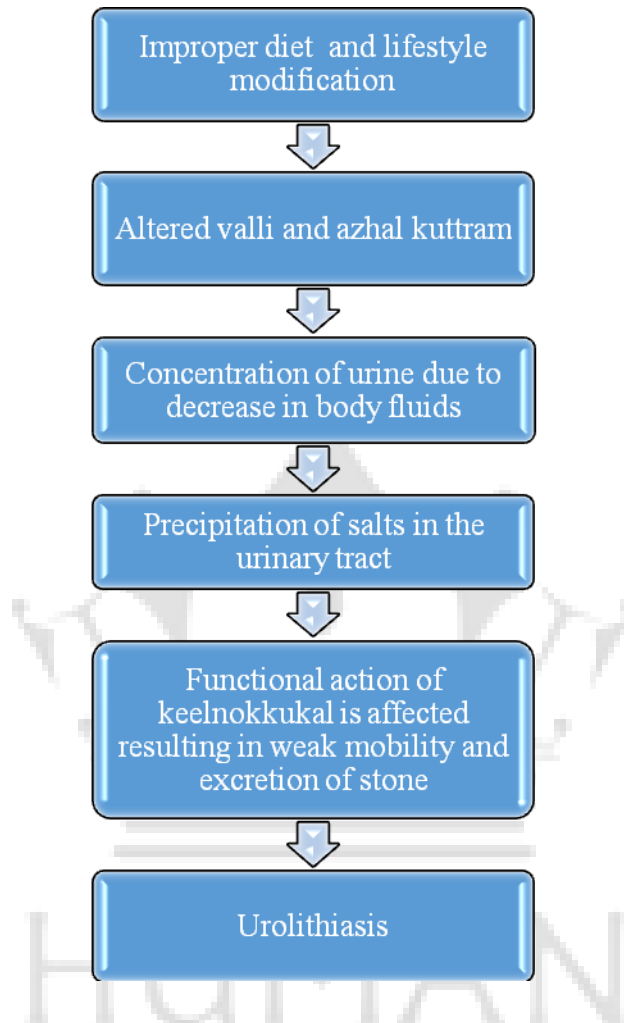 Improper diet and lifestyle
modification
Altered valli and azhal kuttram
Concentration of urine due to
decrease in body fluids
Precipitation of salts in the
urinary tract
Functional action of
keelnokkukal is affected
resulting in weak mobility and
excretion of stone
Urolithiasis
HUMAN